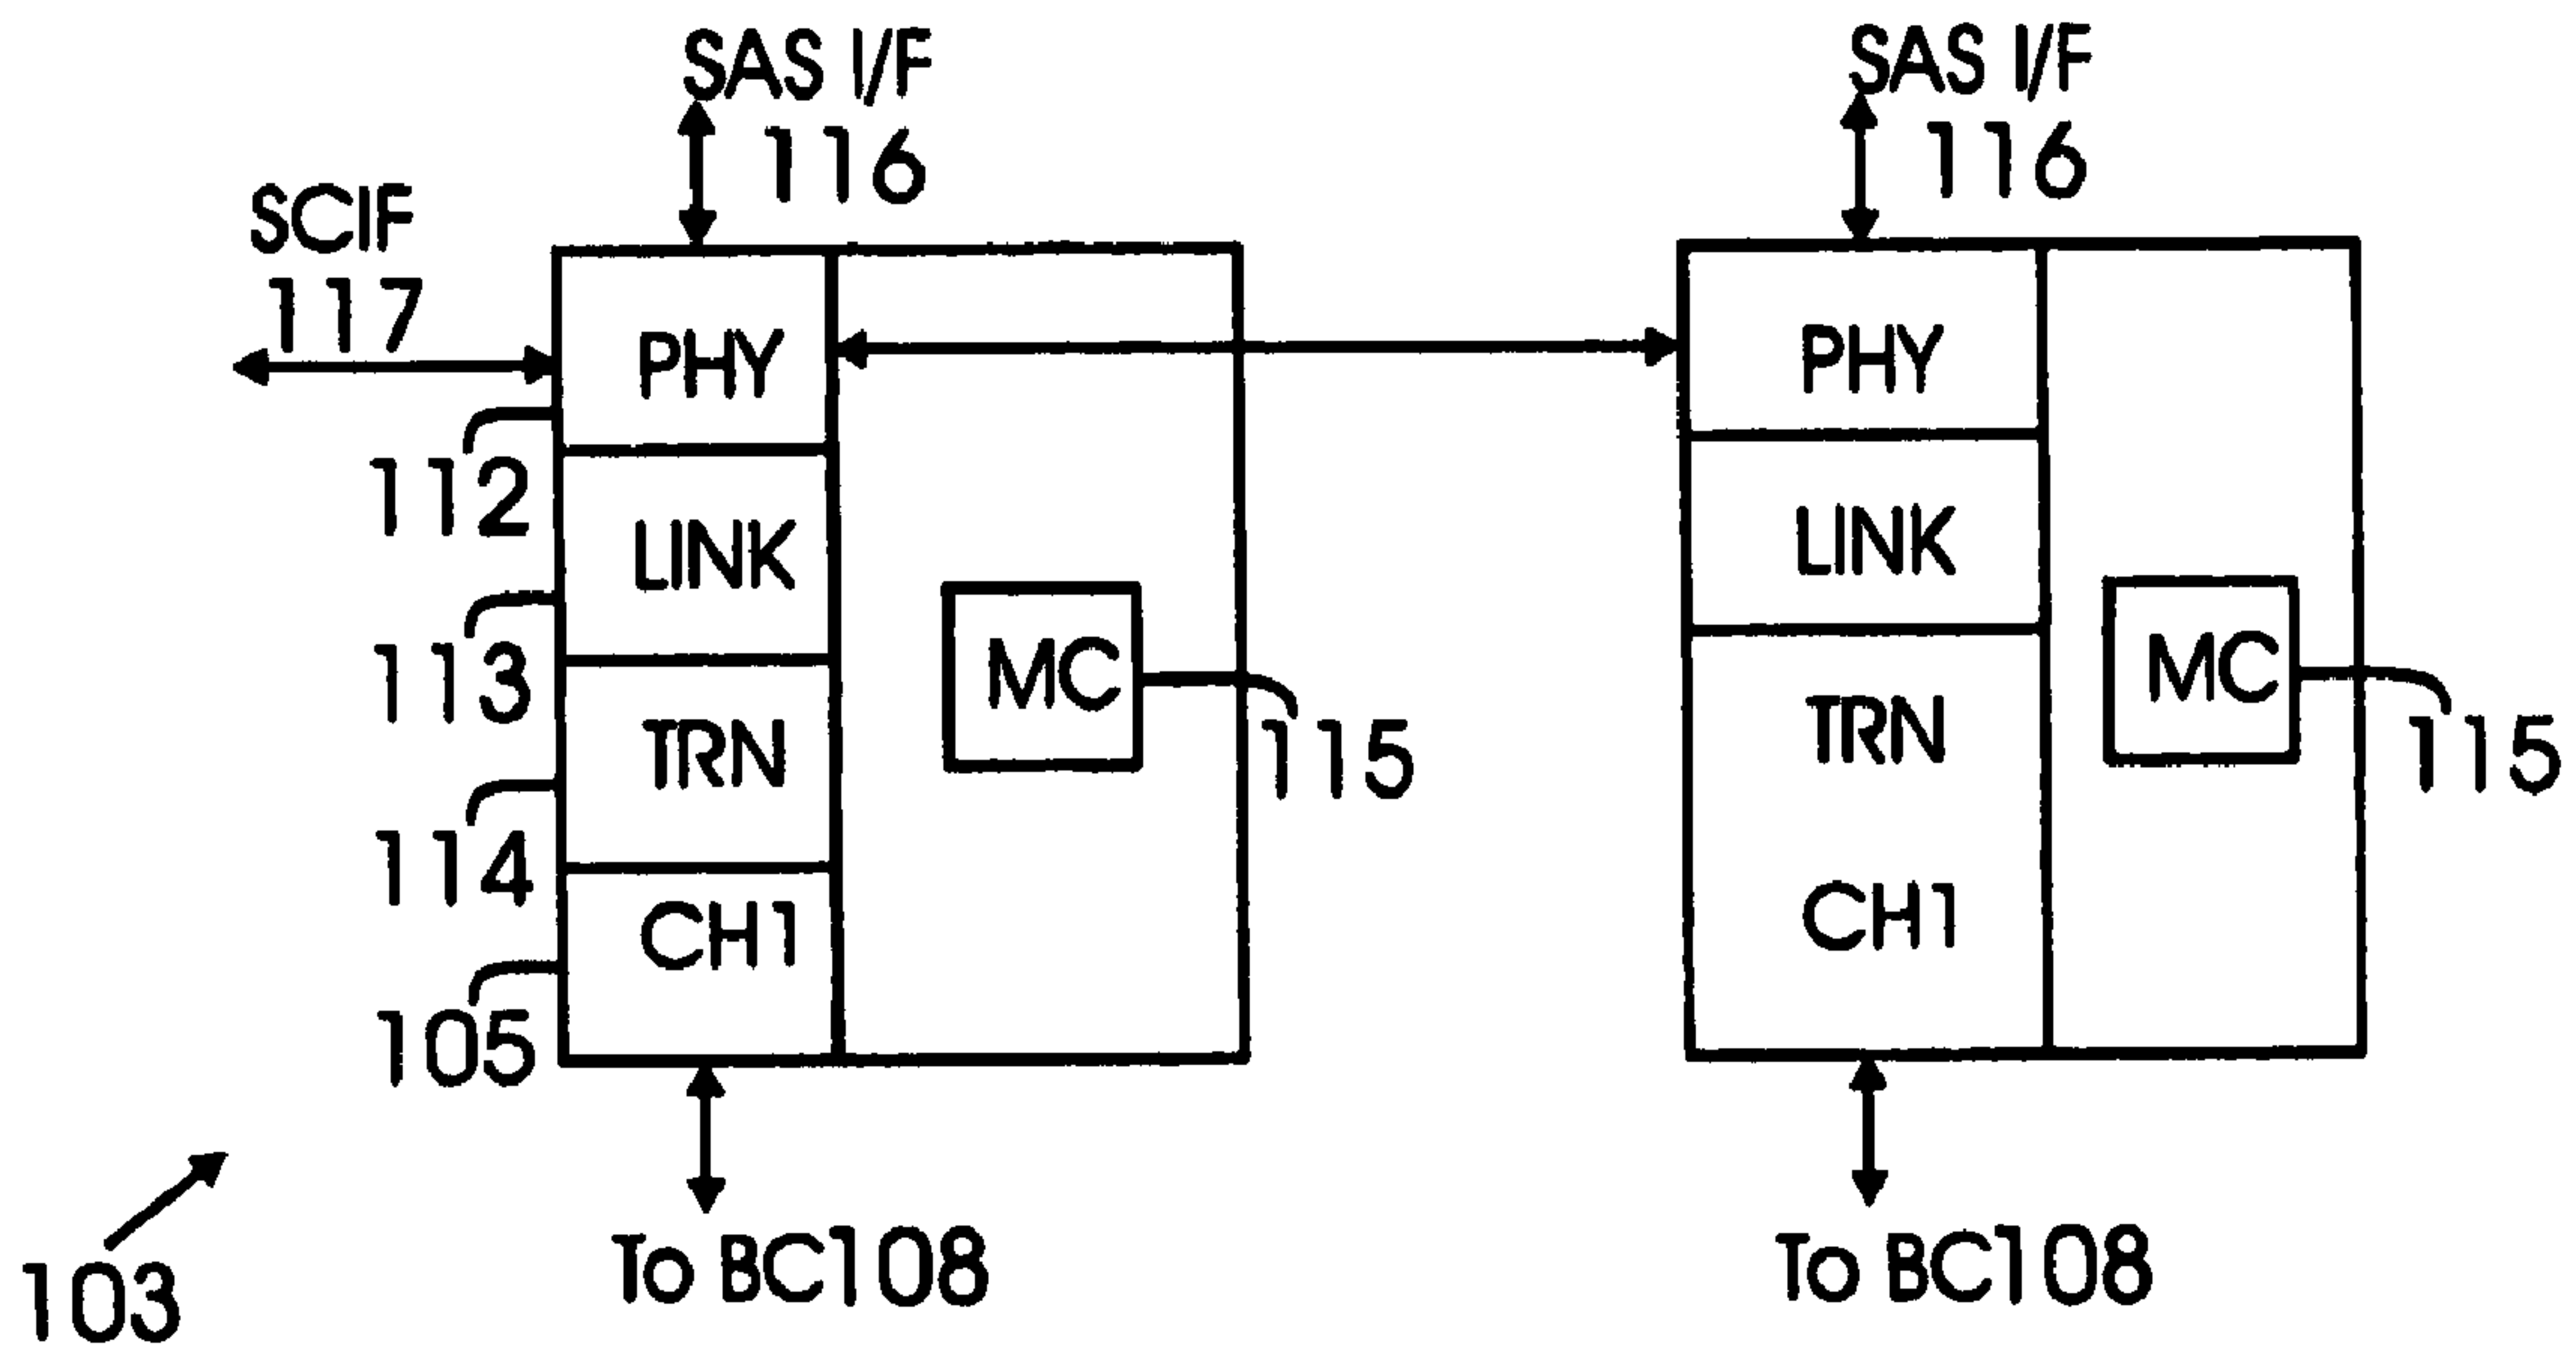 SAS I/F
116
SCIF
117
PHY
112
LINK
113
TRN
114
CH1
105
MC
115
To BC108
103
SAS I/F
116
PHY
LINK
TRN
CH1
MC
115
To BC108